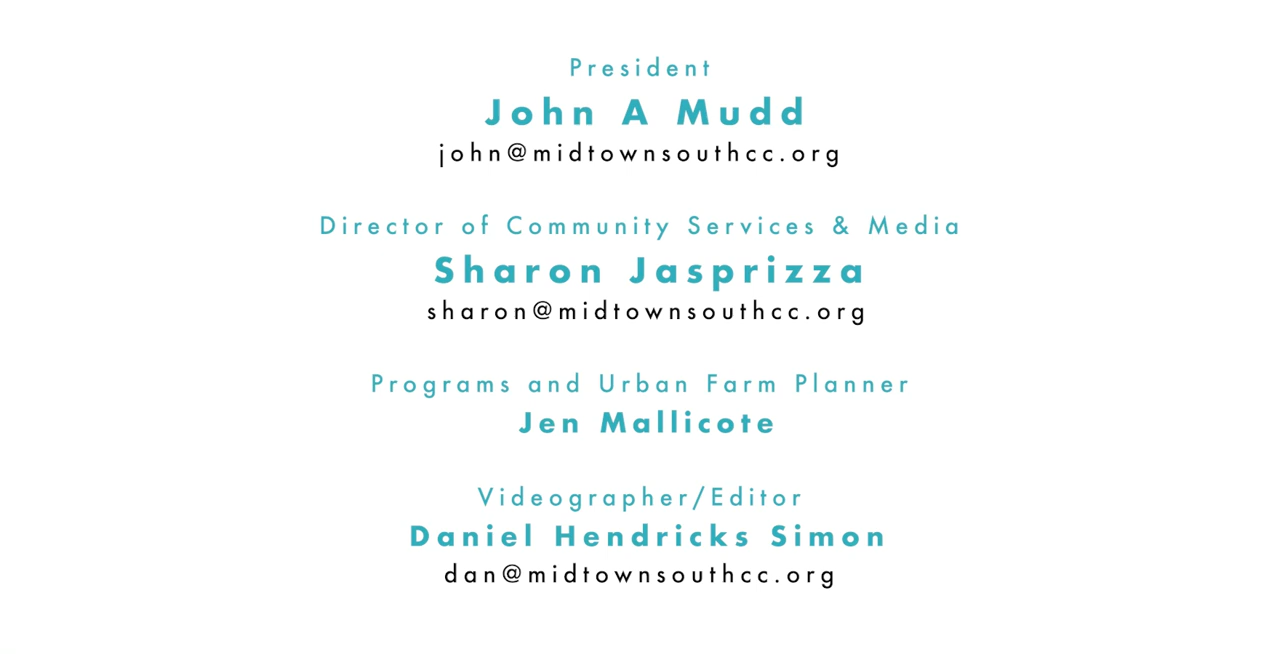 President
John A Mudd
john@midtownsouthcc.org
Director of Community Services & Media
Sharon Jasprizza
sharon@midtownsouthcc.org
Programs and Urban Farm Planner
Jen Mallicote
Videographer/Editor
Daniel Hendricks Simon
dan@midtownsouthcc.org